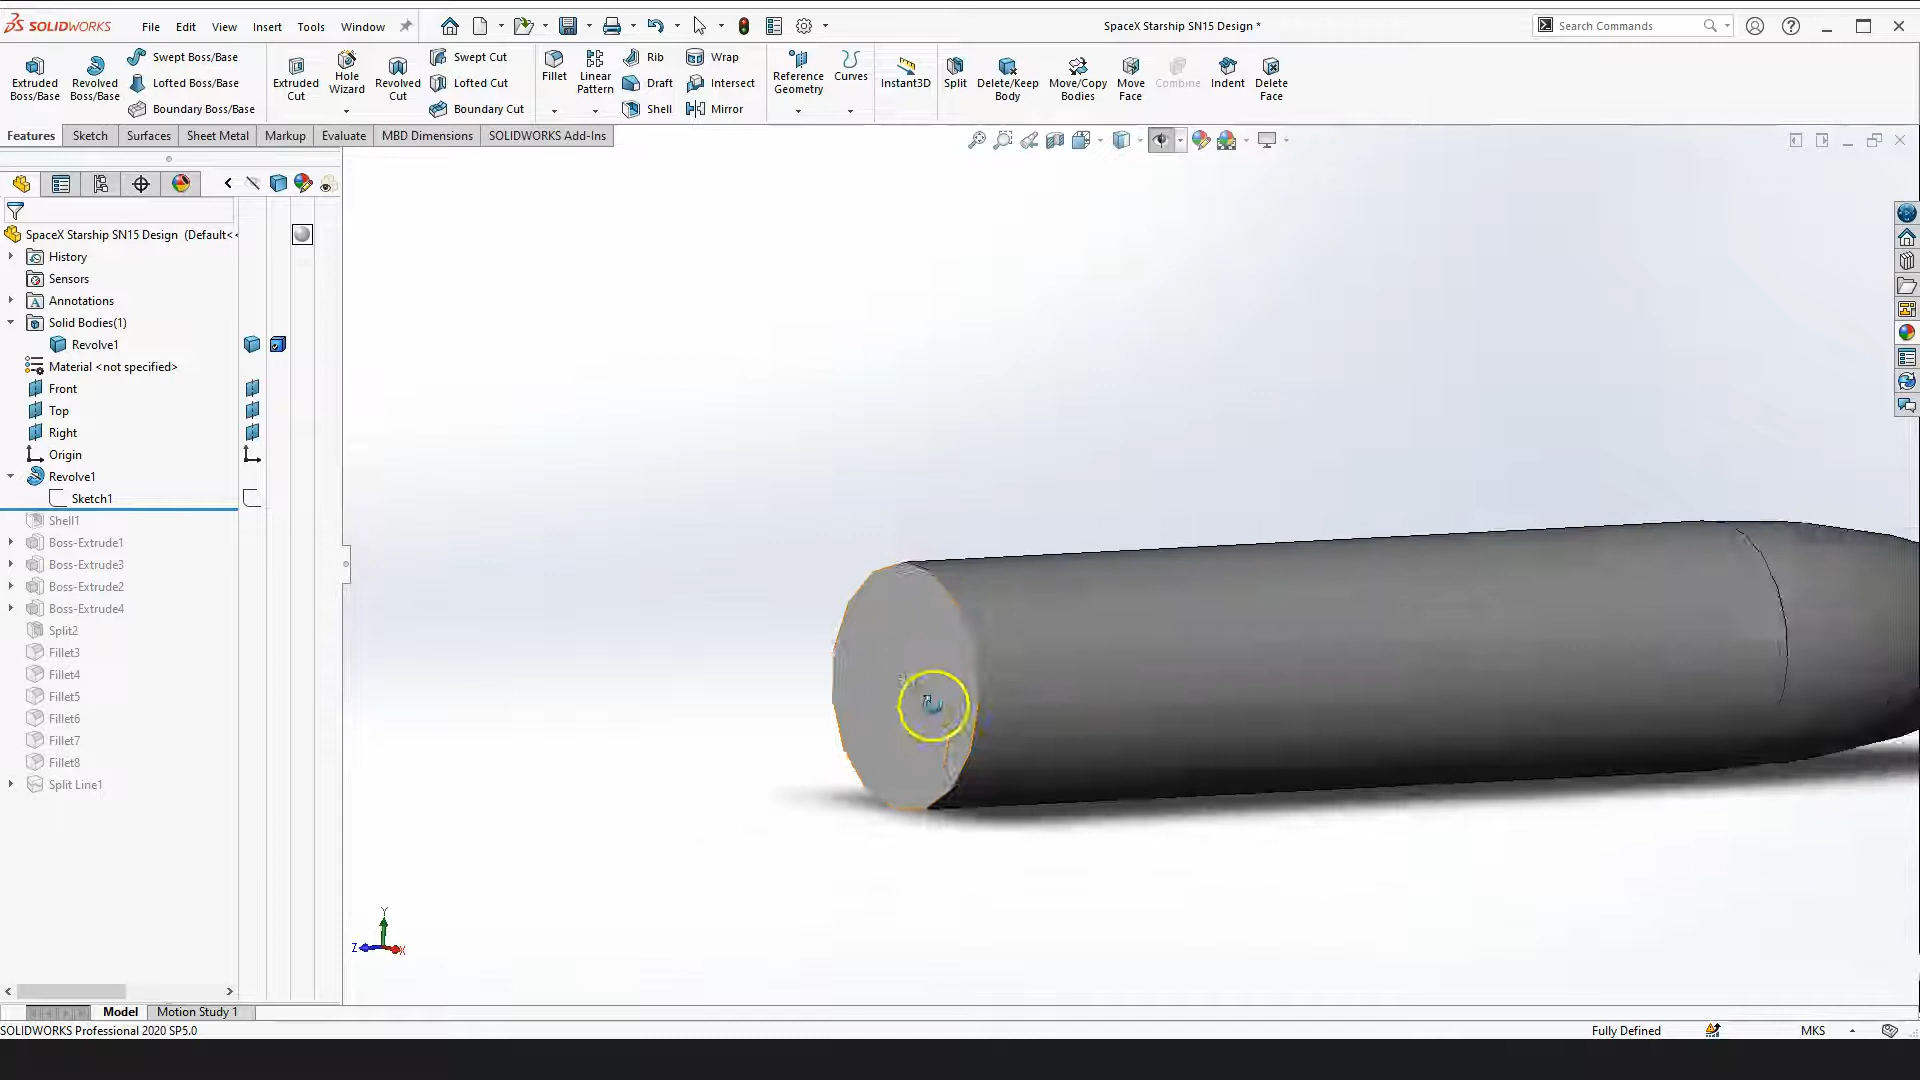 SOLIDWORKS File Edit View Insert Tools Window SpaceX Starship SN15 Design * Search Commands
Extruded Boss/Base
Revolved Boss/Base
Swept Boss/Base
Lofted Boss/Base
Boundary Boss/Base
Extruded Cut
Hole Wizard
Revolved Cut
Swept Cut
Lofted Cut
Boundary Cut
Fillet
Linear Pattern
Rib
Draft
Shell
Wrap
Intersect
Mirror
Reference Geometry
Curves
Instant3D
Split
Delete/Keep Body
Move/Copy Bodies
Move Face
Combine
Indent
Delete Face
Features Sketch Surfaces Sheet Metal Markup Evaluate MBD Dimensions SOLIDWORKS Add-Ins
SpaceX Starship SN15 Design (Default<
History
Sensors
Annotations
Solid Bodies(1)
Revolve1
Material <not specified>
Front
Top
Right
Origin
Revolve1
Sketch1
Shell1
Boss-Extrude1
Boss-Extrude3
Boss-Extrude2
Boss-Extrude4
Split2
Fillet3
Fillet4
Fillet5
Fillet6
Fillet7
Fillet8
Split Line1
Y
Z X
Model Motion Study 1
SOLIDWORKS Professional 2020 SP5.0 Fully Defined MKS